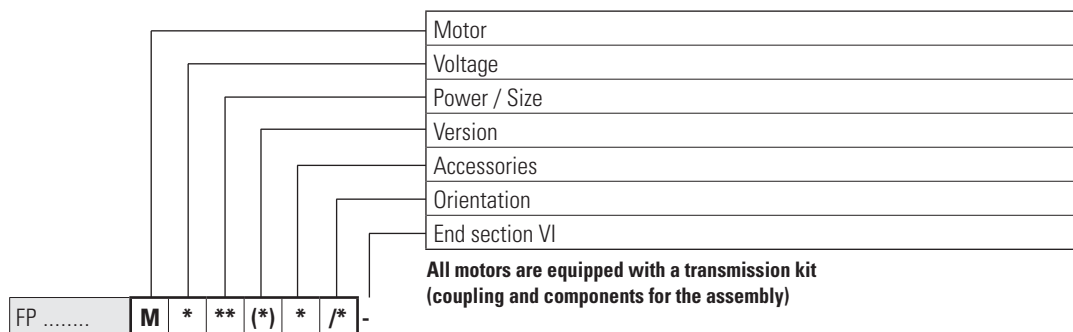 Motor
Voltage
Power / Size
Version
Accessories
Orientation
End section VI
All motors are equipped with a transmission kit
(coupling and components for the assembly)
FP ........ M * ** (*) * /* -